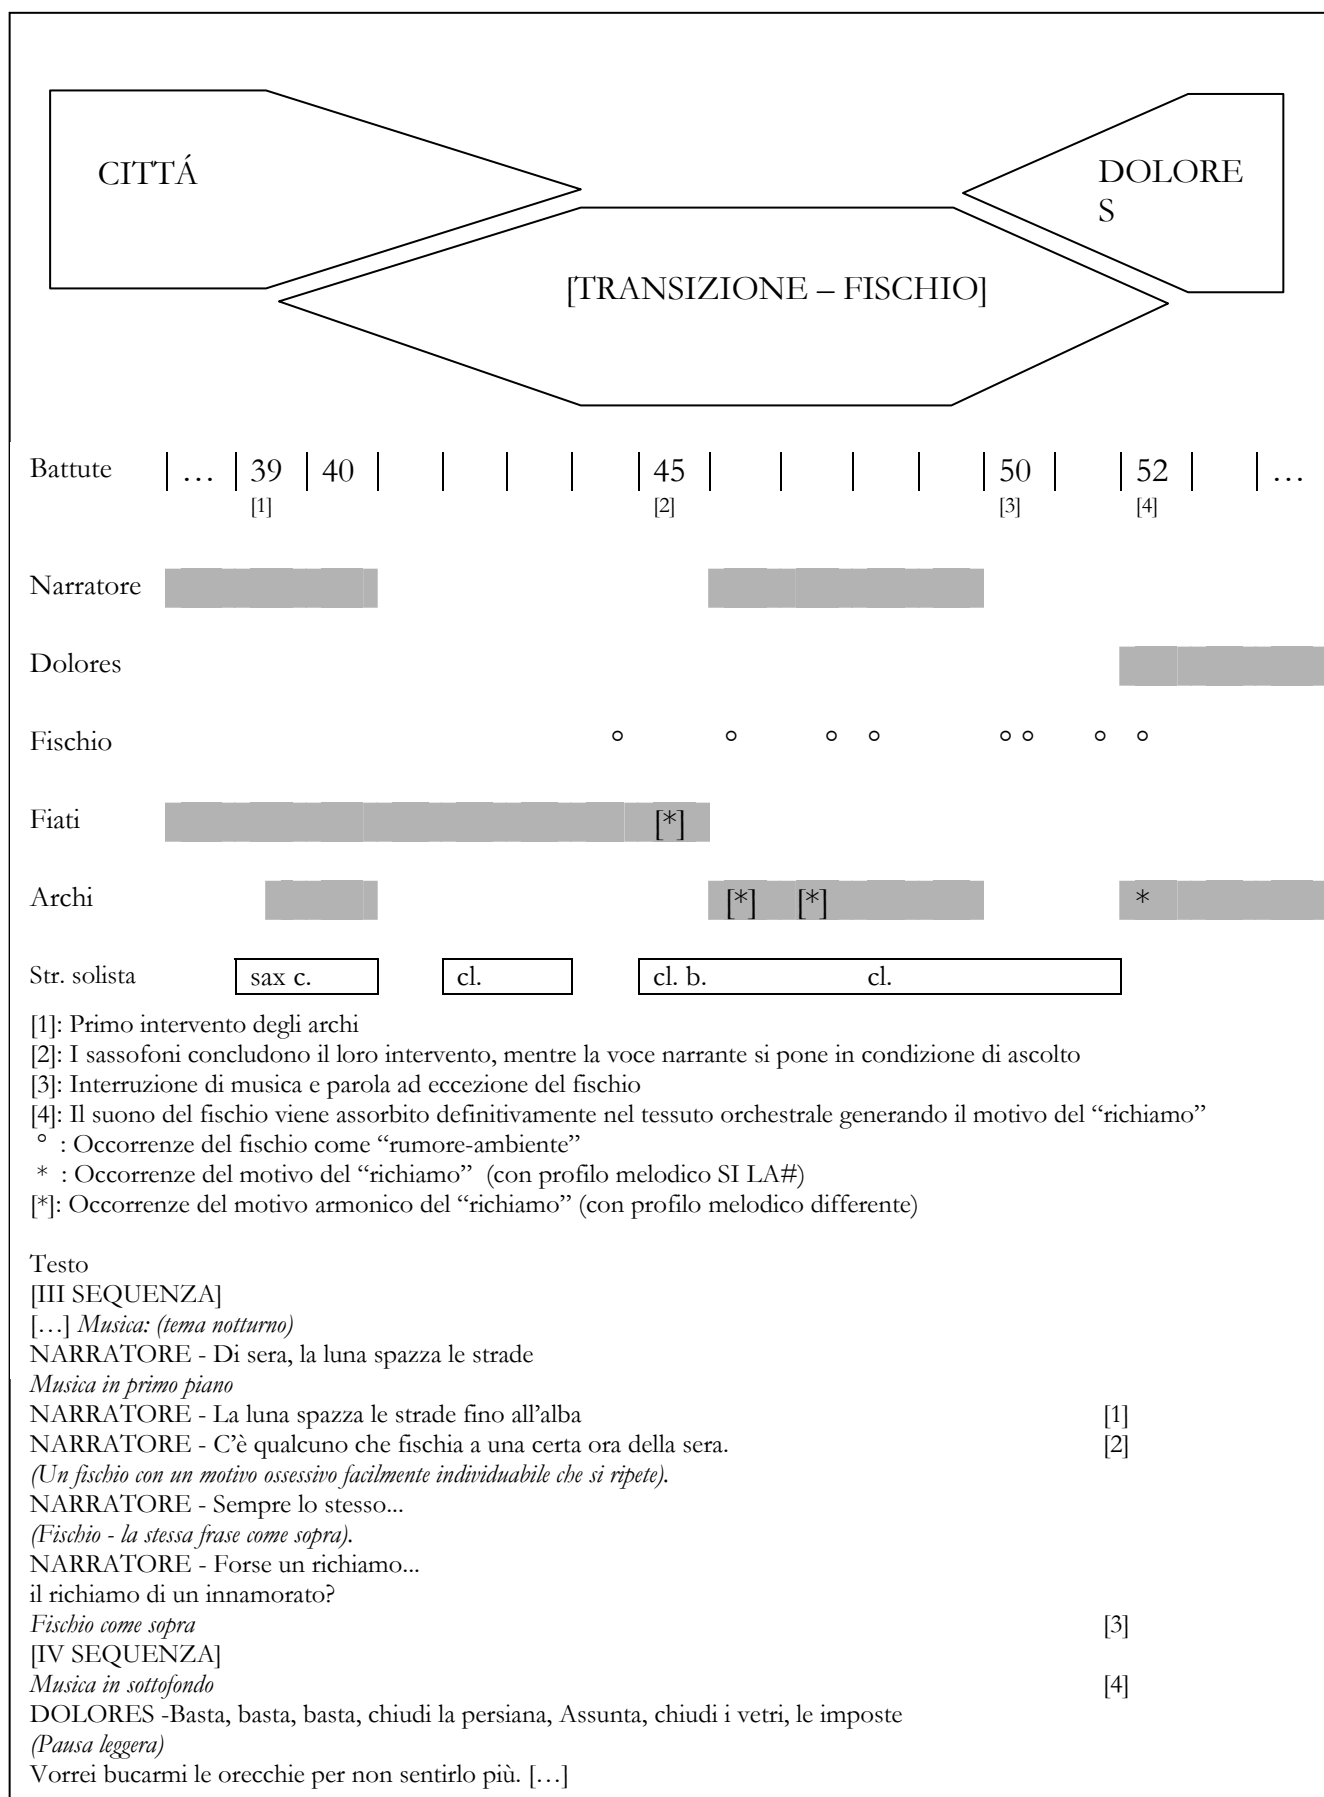 CITTÁ
DOLORE
S
[TRANSIZIONE – FISCHIO]
Battute | … | 39 | 40 | | | | | 45 | | | | | 50 | | 52 | | | …
[1] [2] [3] [4]
Narratore
Dolores
Fischio ° ° ° ° ° ° ° °
Fiati [*]
Archi [*] [*] *
Str. solista sax c. cl. cl. b. cl.
[1]: Primo intervento degli archi
[2]: I sassofoni concludono il loro intervento, mentre la voce narrante si pone in condizione di ascolto
[3]: Interruzione di musica e parola ad eccezione del fischio
[4]: Il suono del fischio viene assorbito definitivamente nel tessuto orchestrale generando il motivo del “richiamo”
° : Occorrenze del fischio come “rumore-ambiente”
* : Occorrenze del motivo del “richiamo” (con profilo melodico SI LA#)
[*]: Occorrenze del motivo armonico del “richiamo” (con profilo melodico differente)
Testo
[III SEQUENZA]
[…] Musica: (tema notturno)
NARRATORE - Di sera, la luna spazza le strade
Musica in primo piano
NARRATORE - La luna spazza le strade fino all’alba [1]
NARRATORE - C’è qualcuno che fischia a una certa ora della sera. [2]
(Un fischio con un motivo ossessivo facilmente individuabile che si ripete).
NARRATORE - Sempre lo stesso...
(Fischio - la stessa frase come sopra).
NARRATORE - Forse un richiamo...
il richiamo di un innamorato?
Fischio come sopra [3]
[IV SEQUENZA]
Musica in sottofondo [4]
DOLORES -Basta, basta, basta, chiudi la persiana, Assunta, chiudi i vetri, le imposte
(Pausa leggera)
Vorrei bucarmi le orecchie per non sentirlo più. […]